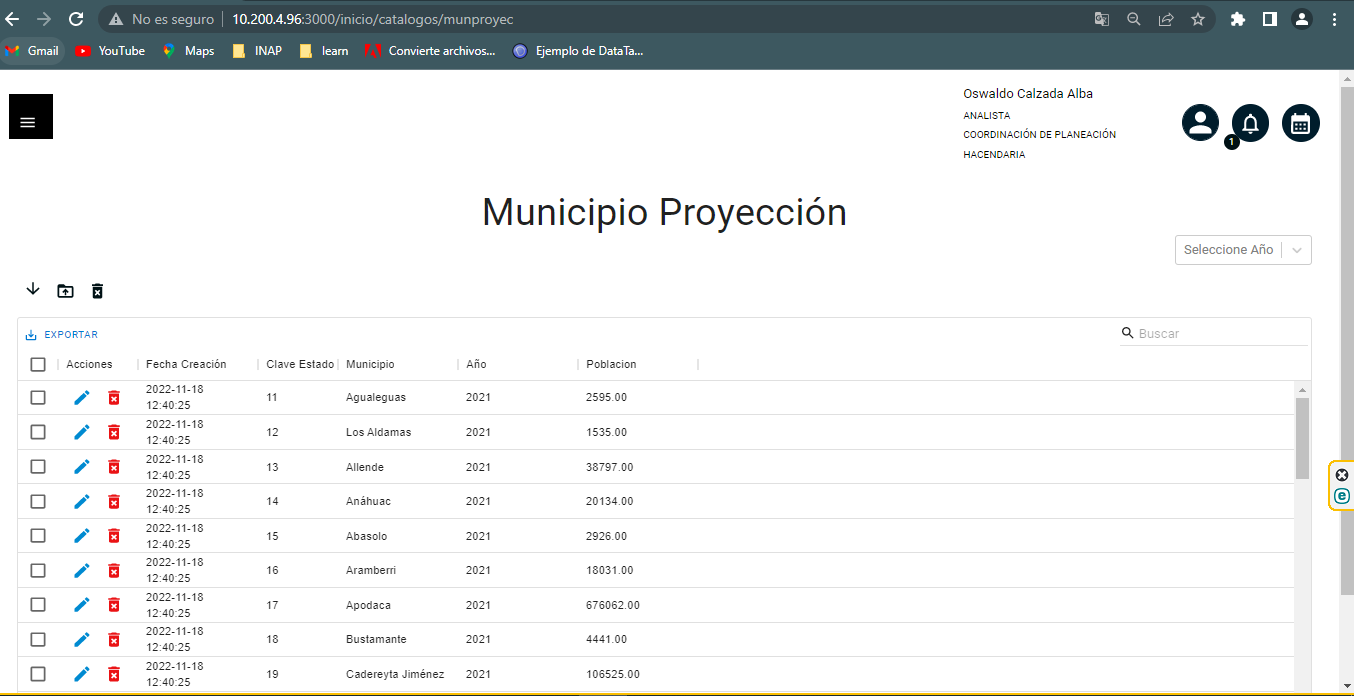 No es seguro 10.200.4.96:3000/inicio/catalogos/munproyec
Gmail YouTube Maps INAP learn Convierte archivos... Ejemplo de DataTa...
Oswaldo Calzada Alba
ANALISTA
COORDINACIÓN DE PLANEACIÓN
HACENDARIA
1
Municipio Proyección
Seleccione Año
EXPORTAR Buscar
Acciones Fecha Creación Clave Estado Municipio Año Poblacion
2022-11-18
12:40:25 11 Agualeguas 2021 2595.00
2022-11-18
12:40:25 12 Los Aldamas 2021 1535.00
2022-11-18
12:40:25 13 Allende 2021 38797.00
2022-11-18
12:40:25 14 Anáhuac 2021 20134.00
2022-11-18
12:40:25 15 Abasolo 2021 2926.00
2022-11-18
12:40:25 16 Aramberri 2021 18031.00
2022-11-18
12:40:25 17 Apodaca 2021 676062.00
2022-11-18
12:40:25 18 Bustamante 2021 4441.00
2022-11-18
12:40:25 19 Cadereyta Jiménez 2021 106525.00